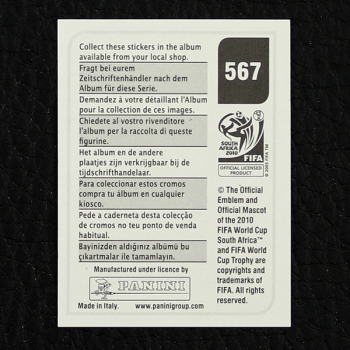 Collect these stickers in the album
available from your local shop.
Fragt bei eurem
Zeitschriftenhändler nach dem
Album für diese Serie.
Demandez à votre détaillant l'Album
pour la collection de ces images.
Chiedete al vostro rivenditore
l'album per la raccolta di queste
figurine.
Het album en de andere
plaatjes zijn verkrijgbaar bij de
tijdschrifthandelaar.
Para coleccionar estos cromos
compra tu álbum en cualquier
kiosco.
Pede a caderneta desta colecção
de cromos no teu ponto de venda
habitual.
Bayinizden aldığınız albümü bu
çıkartmalar ile tamamlayın.
Manufactured under licence by
PANINI
Made in Italy. www.paninigroup.com
567
SOUTH
AFRICA
2010
FIFA
OFFICIAL LICENSED
PRODUCT
© 2005 FIFA TM
© The Official
Emblem and
Official Mascot
of the 2010
FIFA World Cup
South Africa™
and FIFA World
Cup Trophy are
copyrights and
trademarks of
FIFA. All rights
reserved.